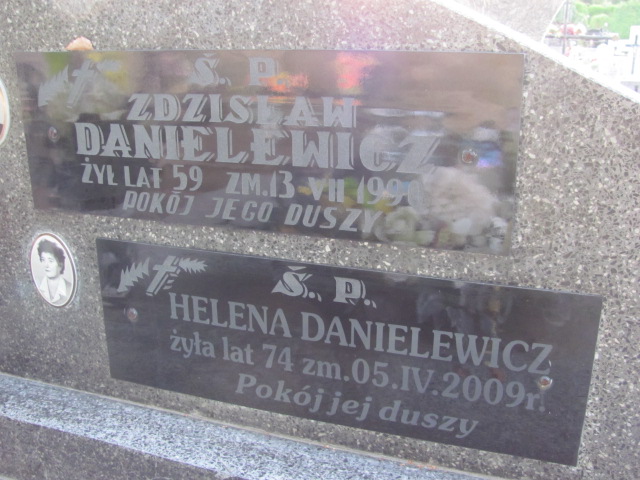 Ś. P.
ZDZISŁAW
DANIELEWICZ
ŻYŁ LAT 59 ZM. 13 VII
POKÓJ JEGO DUSZY
Ś. P.
HELENA DANIELEWICZ
żyła lat 74 zm. 05.IV.2009r.
Pokój jej duszy